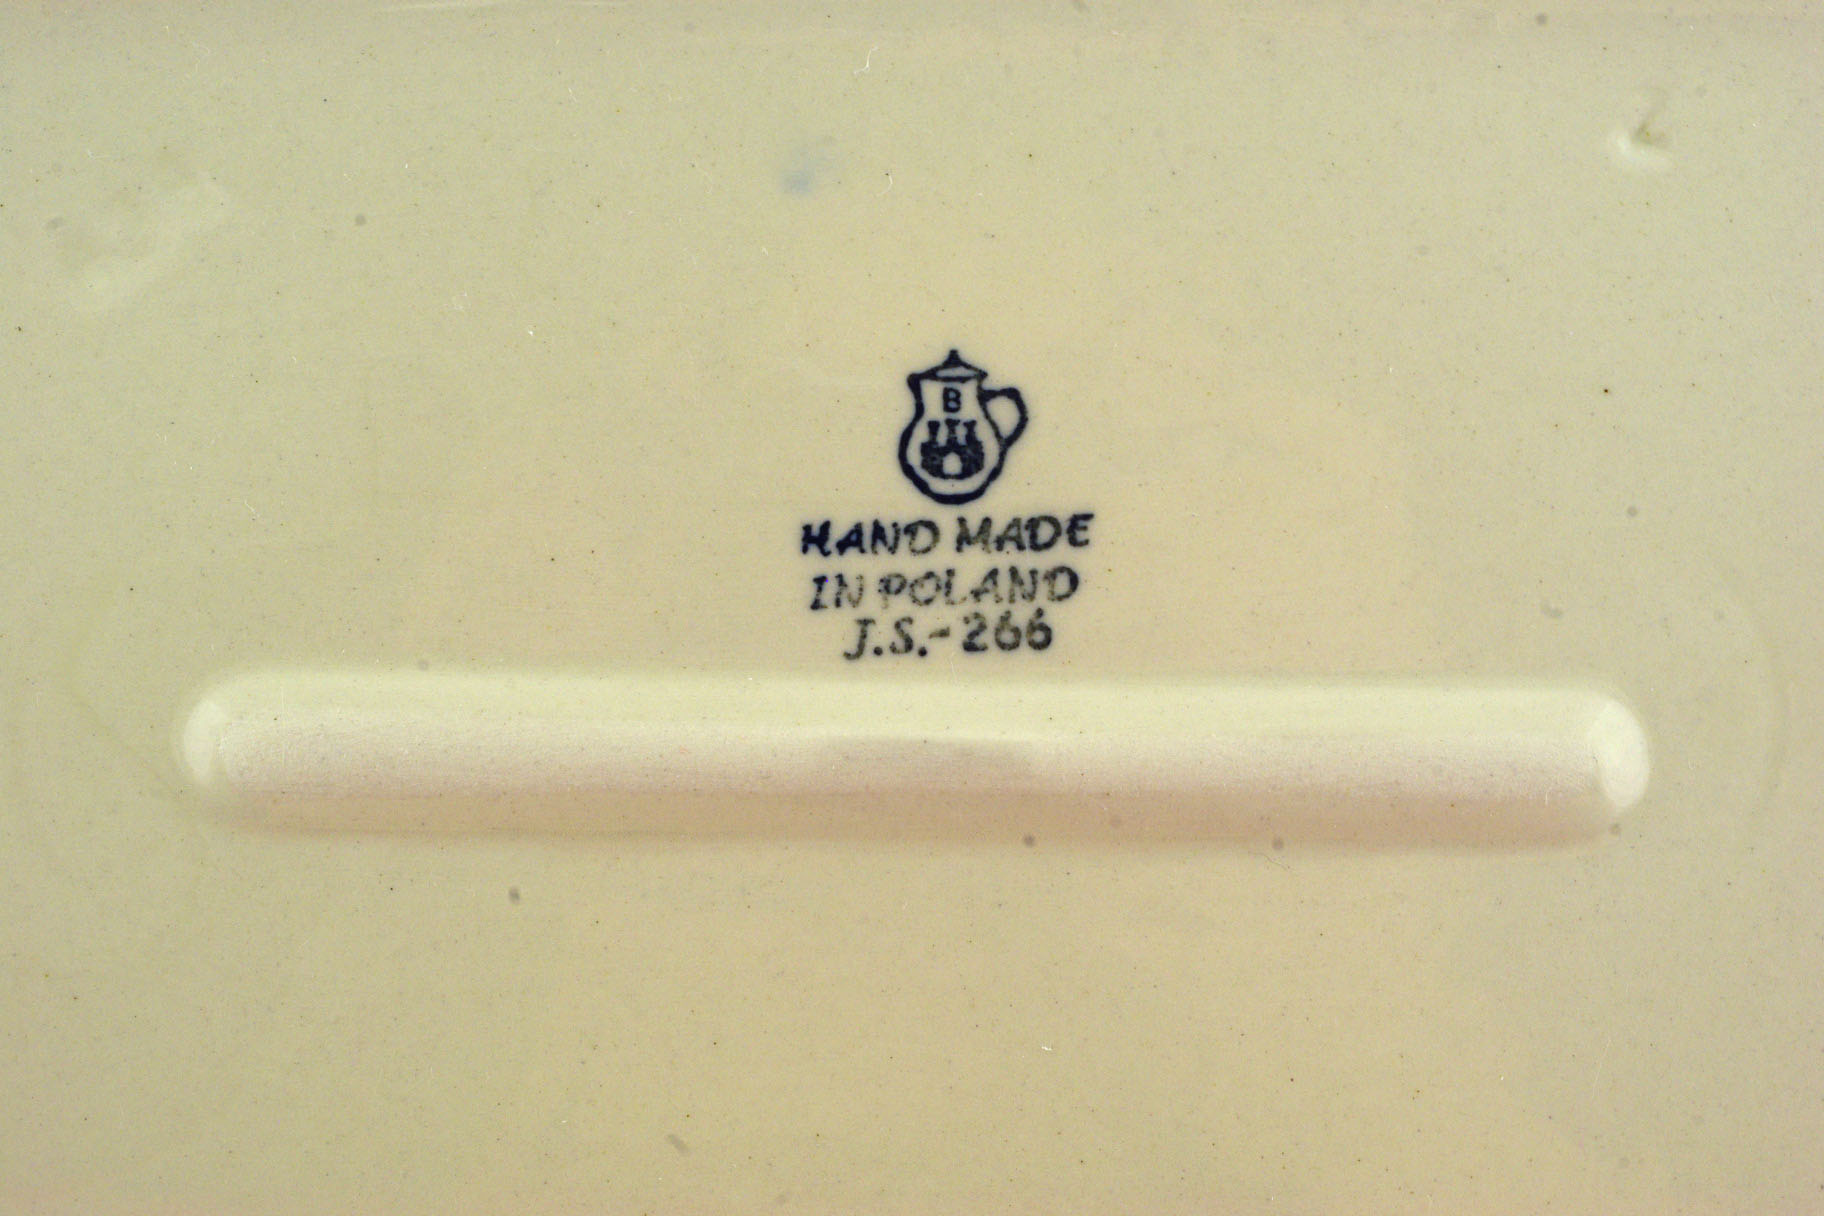 B
HAND MADE
IN POLAND
J.S.-266